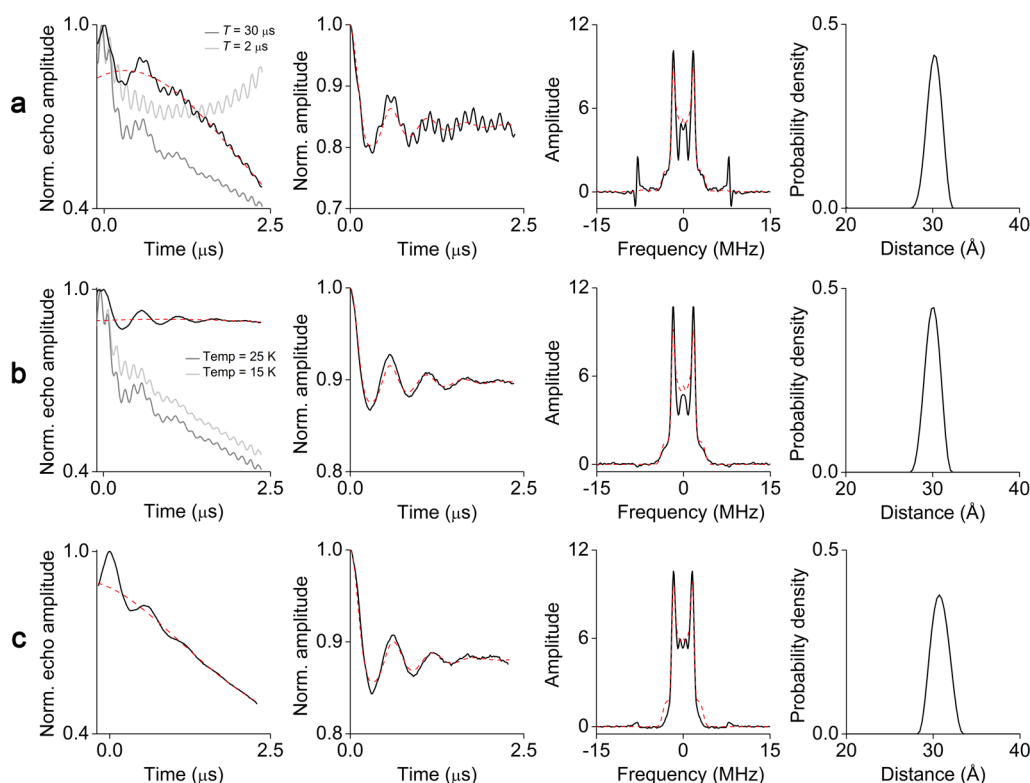 a
Norm. echo amplitude
1.0
0.4
T = 30 μs
T = 2 μs
0.0
2.5
Time (μs)
Norm. amplitude
1.0
0.9
0.8
0.7
0.0
2.5
Time (μs)
Amplitude
12
6
0
-15
0
15
Frequency (MHz)
Probability density
0.5
0.0
20
30
40
Distance (Å)
b
Norm. echo amplitude
1.0
0.4
Temp = 25 K
Temp = 15 K
0.0
2.5
Time (μs)
Norm. amplitude
1.0
0.9
0.8
0.0
2.5
Time (μs)
Amplitude
12
6
0
-15
0
15
Frequency (MHz)
Probability density
0.5
0.0
20
30
40
Distance (Å)
c
Norm. echo amplitude
1.0
0.4
0.0
2.5
Time (μs)
Norm. amplitude
1.0
0.9
0.8
0.0
2.5
Time (μs)
Amplitude
12
6
0
-15
0
15
Frequency (MHz)
Probability density
0.5
0.0
20
30
40
Distance (Å)